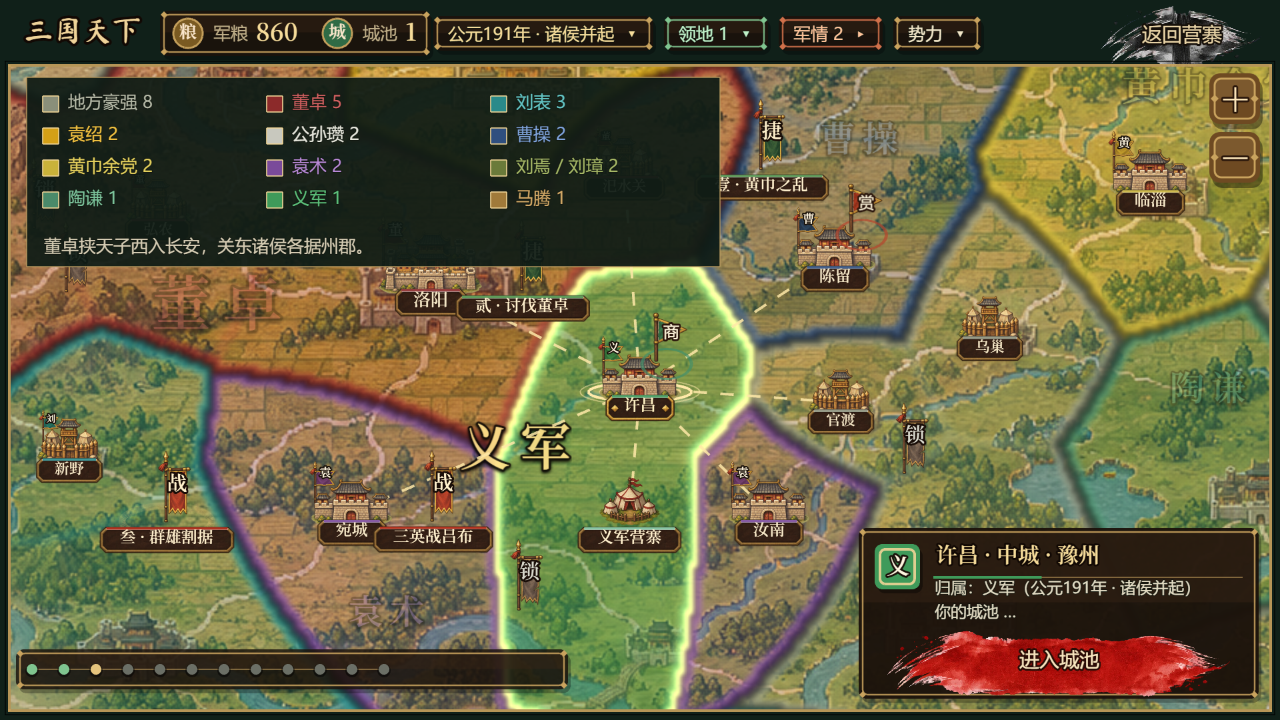 三国天下
粮 军粮 860 城 城池 1
公元191年 · 诸侯并起 ▼
领地 1 ▼
军情 2 ▸
势力 ▼
返回营寨
地方豪强 8 董卓 5 刘表 3
袁绍 2 公孙瓒 2 曹操 2
黄巾余党 2 袁术 2 刘焉 / 刘璋 2
陶谦 1 义军 1 马腾 1
董卓挟天子西入长安，关东诸侯各据州郡。
黄巾
曹操
捷
壹 · 黄巾之乱
黄
临淄
赏
曹
陈留
董卓
洛阳
捷
贰 · 讨伐董卓
商
义
许昌
乌巢
陶谦
官渡
锁
义军
刘
新野
战
叁 · 群雄割据
袁
宛城
战
三英战吕布
义军营寨
袁
汝南
锁
袁术
义
许昌 · 中城 · 豫州
归属：义军（公元191年 · 诸侯并起）
你的城池 ...
进入城池